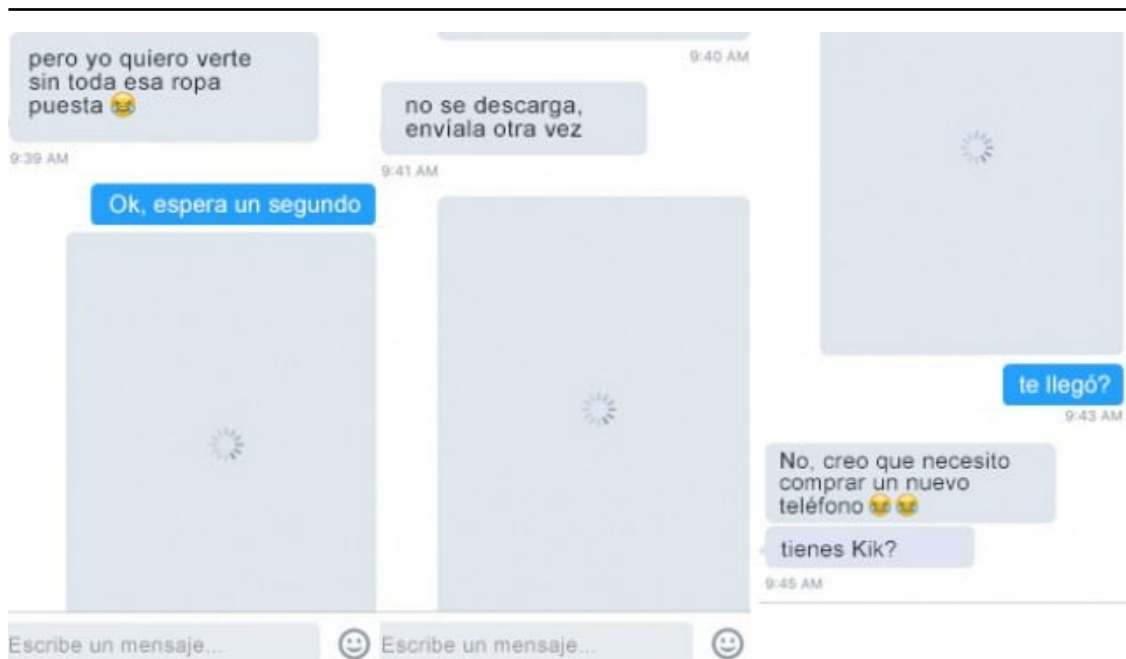 pero yo quiero verte
sin toda esa ropa
puesta 😂
9:39 AM
Ok, espera un segundo
Escribe un mensaje...
9:40 AM
no se descarga,
envíala otra vez
9:41 AM
Escribe un mensaje...
te llegó?
9:43 AM
No, creo que necesito
comprar un nuevo
teléfono 😂😂
tienes Kik?
9:45 AM